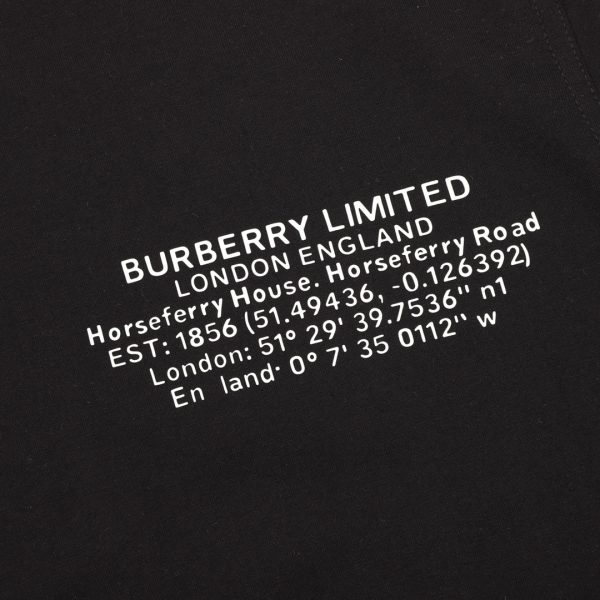 BURBERRY LIMITED
LONDON ENGLAND
Horseferry House. Horseferry Road
EST: 1856 (51.49436, -0.126392)
London: 51° 29' 39.7536" n1
En land· 0° 7' 35 0112" w